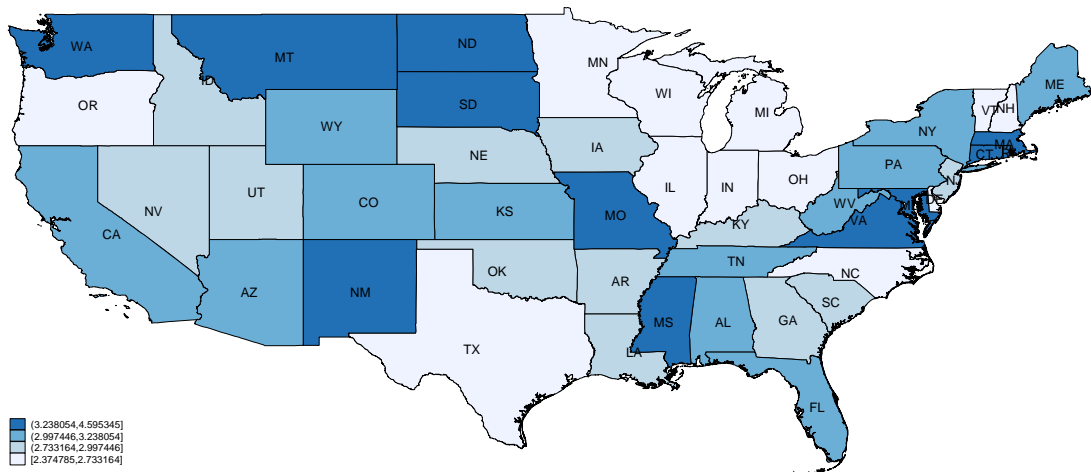 WA
MT
ND
MN
ME
ID
OR
SD
WI
MI
VT
NH
WY
NY
MA
NE
IA
PA
CT
UT
IL
IN
OH
NV
CO
KS
MO
KY
WV
VA
CA
AZ
NM
OK
AR
TN
NC
SC
MS
AL
GA
TX
LA
FL
(3.238054,4.595345]
(2.997446,3.238054]
(2.733164,2.997446]
[2.374785,2.733164]